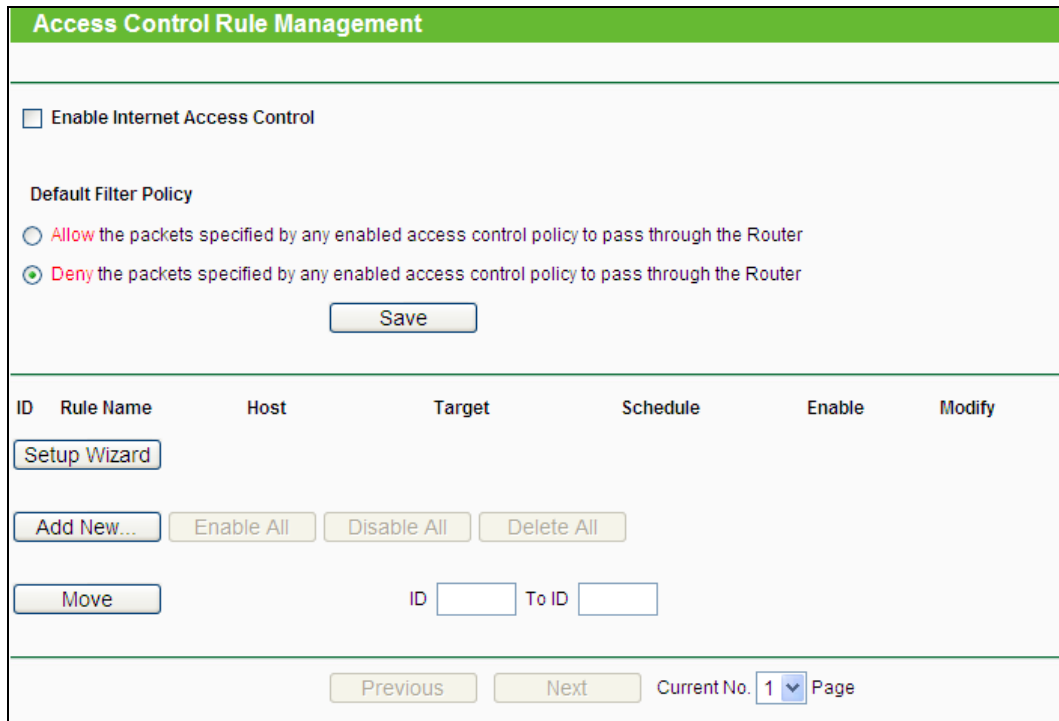 Access Control Rule Management
Enable Internet Access Control
Default Filter Policy
Allow the packets specified by any enabled access control policy to pass through the Router
Deny the packets specified by any enabled access control policy to pass through the Router
Save
ID Rule Name Host Target Schedule Enable Modify
Setup Wizard
Add New... Enable All Disable All Delete All
Move ID To ID
Previous Next Current No. 1 Page